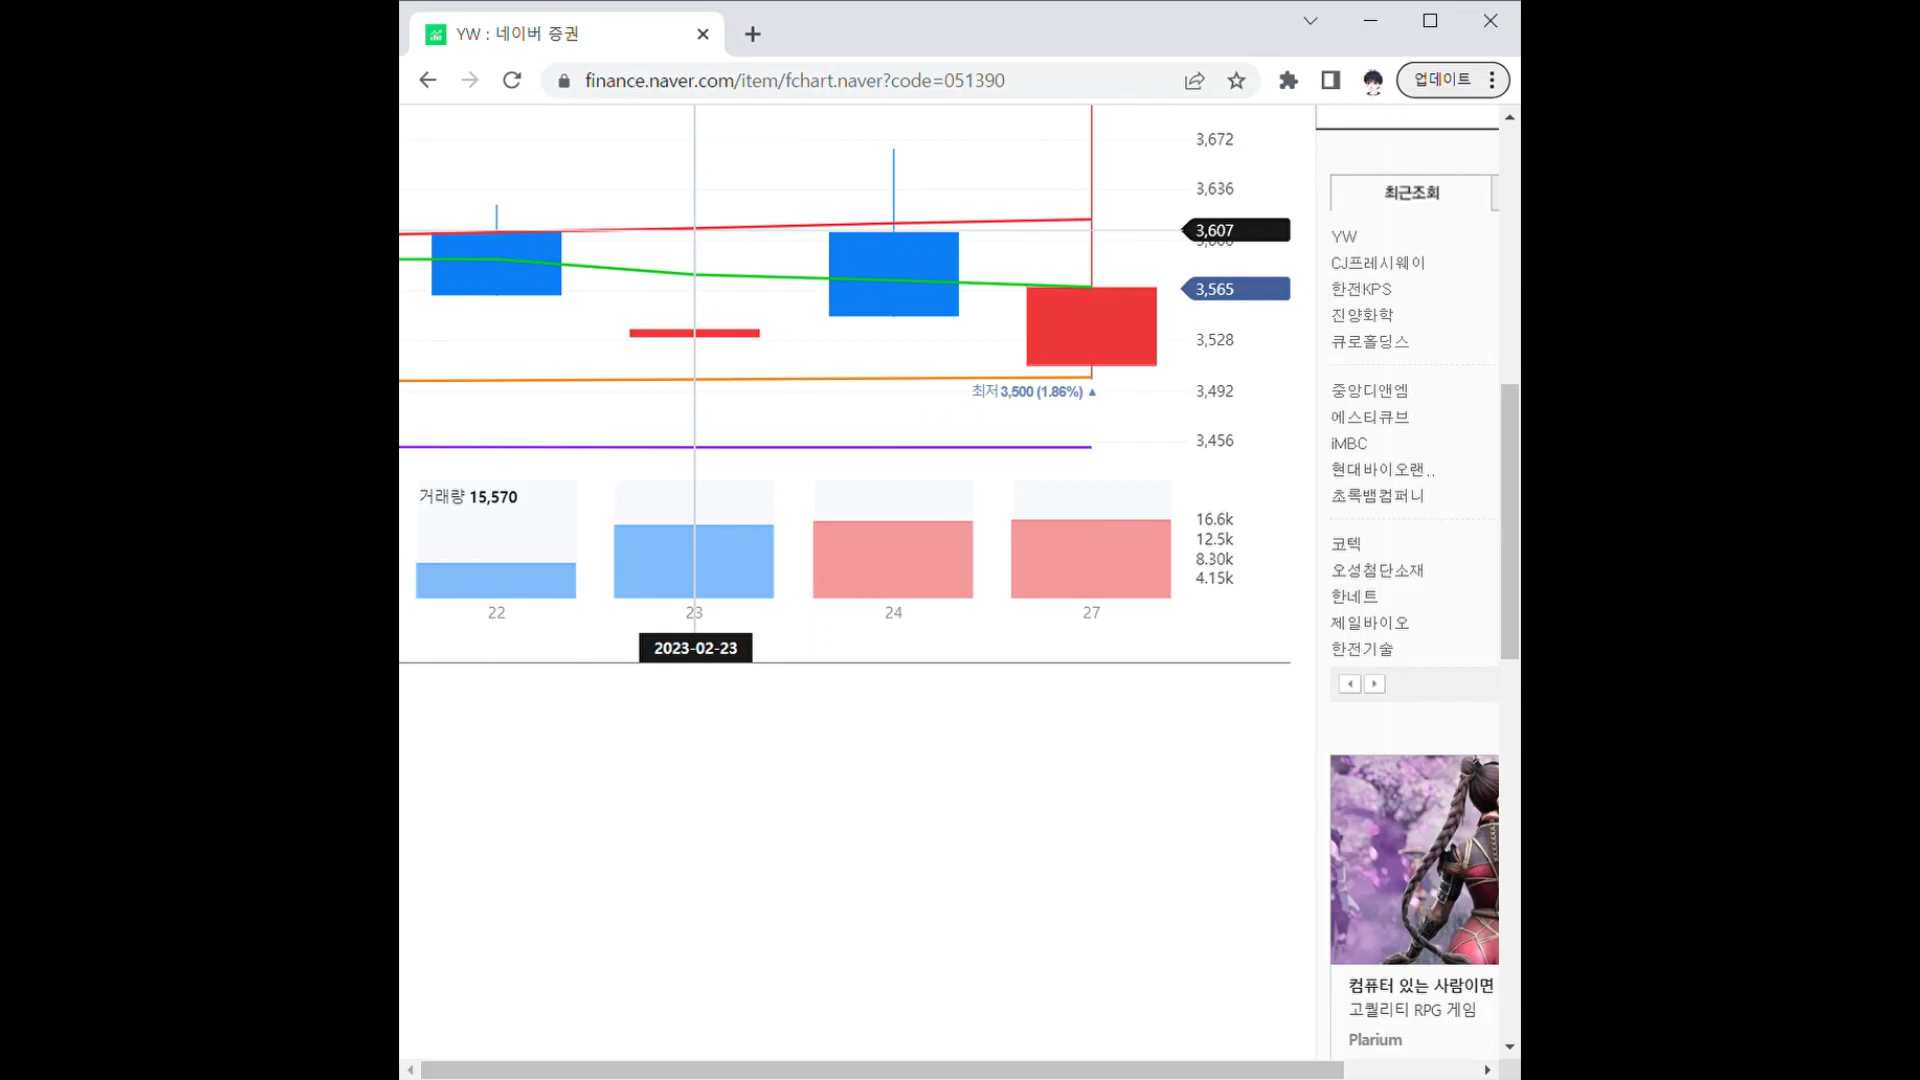 YW : 네이버 증권
finance.naver.com/item/fchart.naver?code=051390
업데이트
3,672
3,636
3,607
3,565
3,528
3,492
3,456
최저 3,500 (1.86%) ▲
거래량 15,570
16.6k
12.5k
8.30k
4.15k
22
23
24
27
2023-02-23
최근조회
YW
CJ프레시웨이
한전KPS
진양화학
큐로홀딩스
중앙디앤엠
에스티큐브
iMBC
현대바이오랜..
초록뱀컴퍼니
코텍
오성첨단소재
한네트
제일바이오
한전기술
컴퓨터 있는 사람이면
고퀄리티 RPG 게임
Plarium